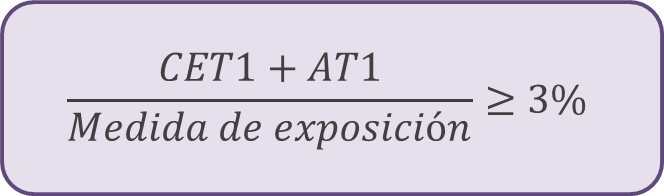 CET1 + AT1
Medida de exposición
≥ 3%